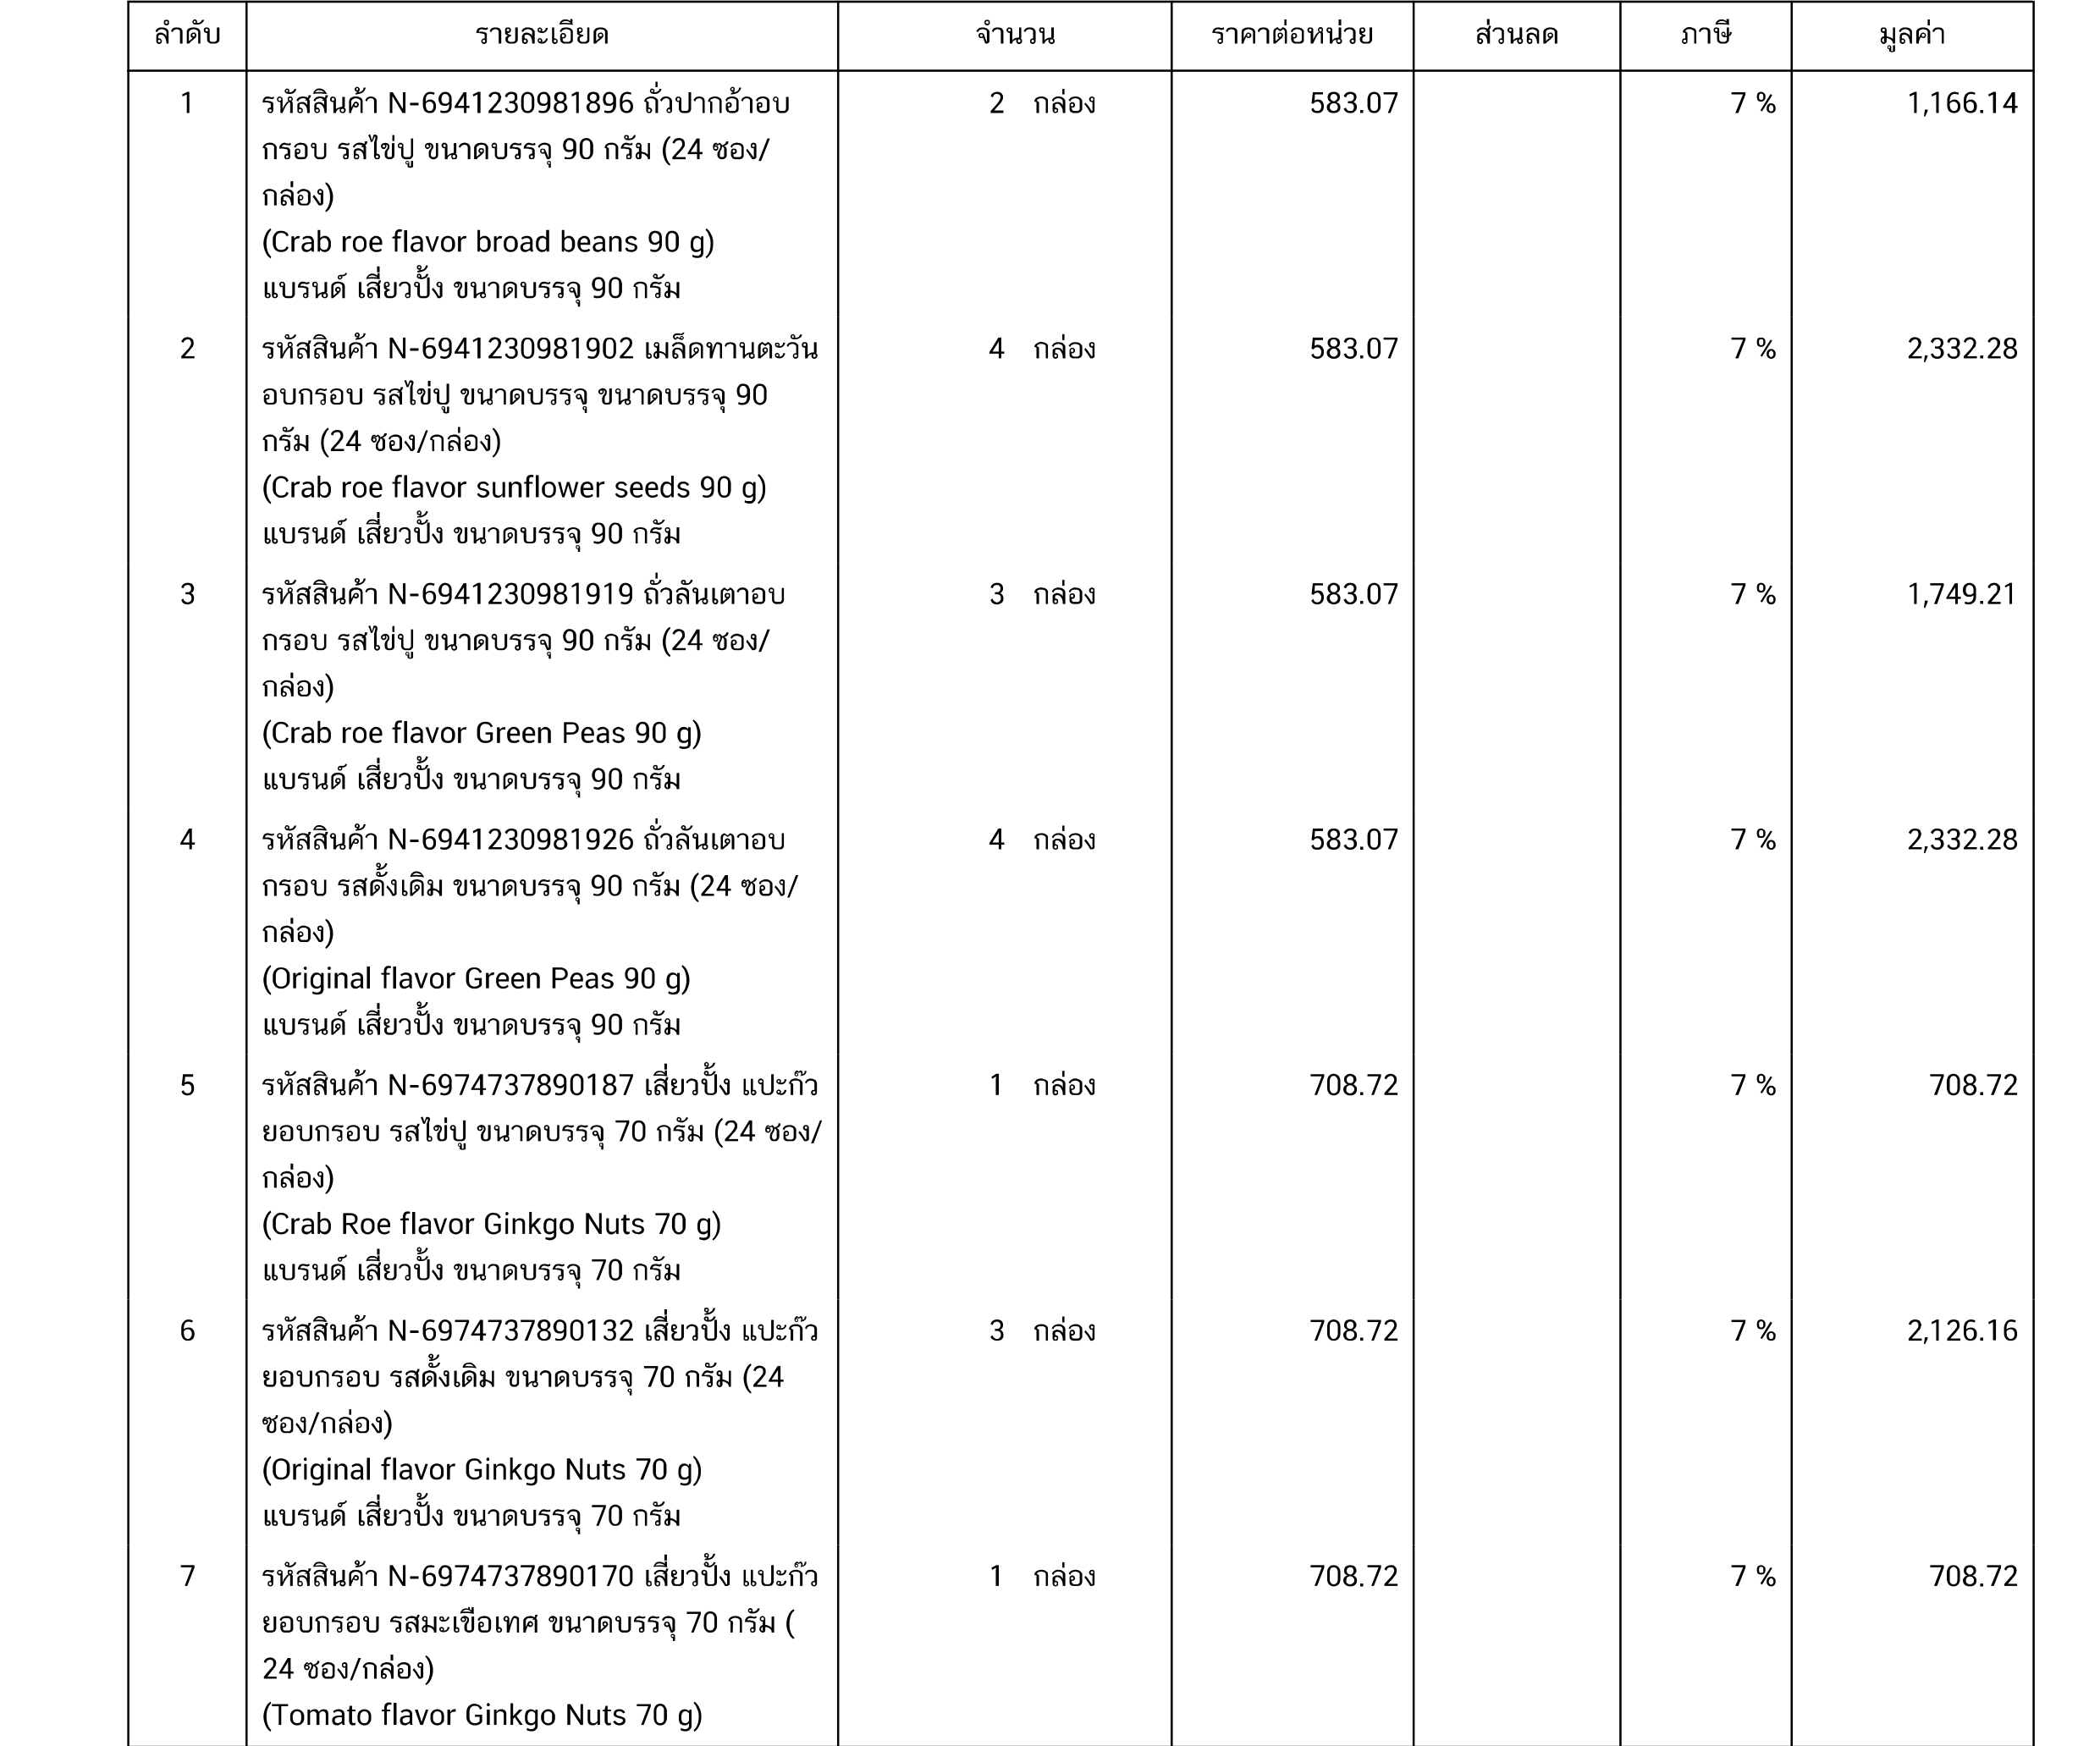 ลำดับ รายละเอียด จำนวน ราคาต่อหน่วย ส่วนลด ภาษี มูลค่า
1 รหัสสินค้า N-6941230981896 ถั่วปากอ้าอบ 2 กล่อง 583.07 7 % 1,166.14
กรอบ รสไข่ปู ขนาดบรรจุ 90 กรัม (24 ซอง/
กล่อง)
(Crab roe flavor broad beans 90 g)
แบรนด์ เสี่ยวปั้ง ขนาดบรรจุ 90 กรัม
2 รหัสสินค้า N-6941230981902 เมล็ดทานตะวัน 4 กล่อง 583.07 7 % 2,332.28
อบกรอบ รสไข่ปู ขนาดบรรจุ ขนาดบรรจุ 90
กรัม (24 ซอง/กล่อง)
(Crab roe flavor sunflower seeds 90 g)
แบรนด์ เสี่ยวปั้ง ขนาดบรรจุ 90 กรัม
3 รหัสสินค้า N-6941230981919 ถั่วลันเตาอบ 3 กล่อง 583.07 7 % 1,749.21
กรอบ รสไข่ปู ขนาดบรรจุ 90 กรัม (24 ซอง/
กล่อง)
(Crab roe flavor Green Peas 90 g)
แบรนด์ เสี่ยวปั้ง ขนาดบรรจุ 90 กรัม
4 รหัสสินค้า N-6941230981926 ถั่วลันเตาอบ 4 กล่อง 583.07 7 % 2,332.28
กรอบ รสดั้งเดิม ขนาดบรรจุ 90 กรัม (24 ซอง/
กล่อง)
(Original flavor Green Peas 90 g)
แบรนด์ เสี่ยวปั้ง ขนาดบรรจุ 90 กรัม
5 รหัสสินค้า N-6974737890187 เสี่ยวปั้ง แปะก๊ว 1 กล่อง 708.72 7 % 708.72
ยอบกรอบ รสไข่ปู ขนาดบรรจุ 70 กรัม (24 ซอง/
กล่อง)
(Crab Roe flavor Ginkgo Nuts 70 g)
แบรนด์ เสี่ยวปั้ง ขนาดบรรจุ 70 กรัม
6 รหัสสินค้า N-6974737890132 เสี่ยวปั้ง แปะก๊ว 3 กล่อง 708.72 7 % 2,126.16
ยอบกรอบ รสดั้งเดิม ขนาดบรรจุ 70 กรัม (24
ซอง/กล่อง)
(Original flavor Ginkgo Nuts 70 g)
แบรนด์ เสี่ยวปั้ง ขนาดบรรจุ 70 กรัม
7 รหัสสินค้า N-6974737890170 เสี่ยวปั้ง แปะก๊ว 1 กล่อง 708.72 7 % 708.72
ยอบกรอบ รสมะเขือเทศ ขนาดบรรจุ 70 กรัม (
24 ซอง/กล่อง)
(Tomato flavor Ginkgo Nuts 70 g)